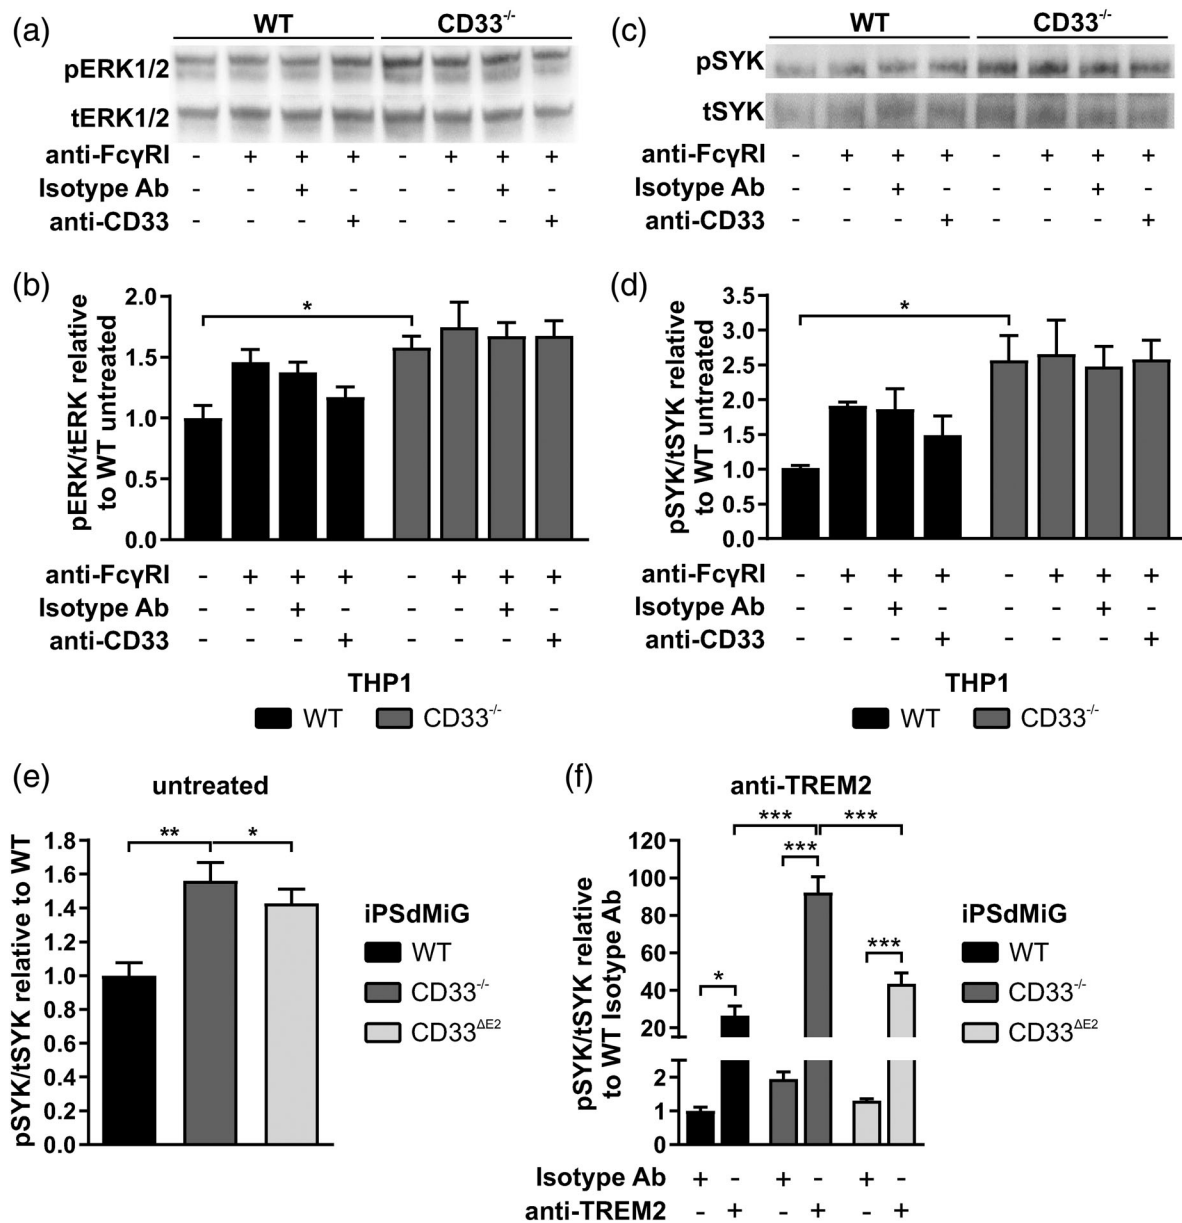 (a)
WT CD33-/-
pERK1/2
tERK1/2
anti-FcγRI - + + + - + + +
Isotype Ab - - + - - - + -
anti-CD33 - - - + - - - +
(c)
WT CD33-/-
pSYK
tSYK
anti-FcγRI - + + + - + + +
Isotype Ab - - + - - - + -
anti-CD33 - - - + - - - +
(b)
pERK/tERK relative
to WT untreated
2.0
1.5
1.0
0.5
0.0
*
anti-FcγRI - + + + - + + +
Isotype Ab - - + - - - + -
anti-CD33 - - - + - - - +
THP1
WT CD33-/-
(d)
pSYK/tSYK relative
to WT untreated
3.5
3.0
2.5
2.0
1.5
1.0
0.5
0.0
*
anti-FcγRI - + + + - + + +
Isotype Ab - - + - - - + -
anti-CD33 - - - + - - - +
THP1
WT CD33-/-
(e)
untreated
pSYK/tSYK relative to WT
1.8
1.6
1.4
1.2
1.0
0.8
0.6
0.4
0.2
0.0
** *
iPSdMiG
WT
CD33-/-
CD33ΔE2
(f)
anti-TREM2
pSYK/tSYK relative
to WT Isotype Ab
120
100
80
60
40
20
2
1
0
*** ***
***
***
*
Isotype Ab + - + - + -
anti-TREM2 - + - + - +
iPSdMiG
WT
CD33-/-
CD33ΔE2